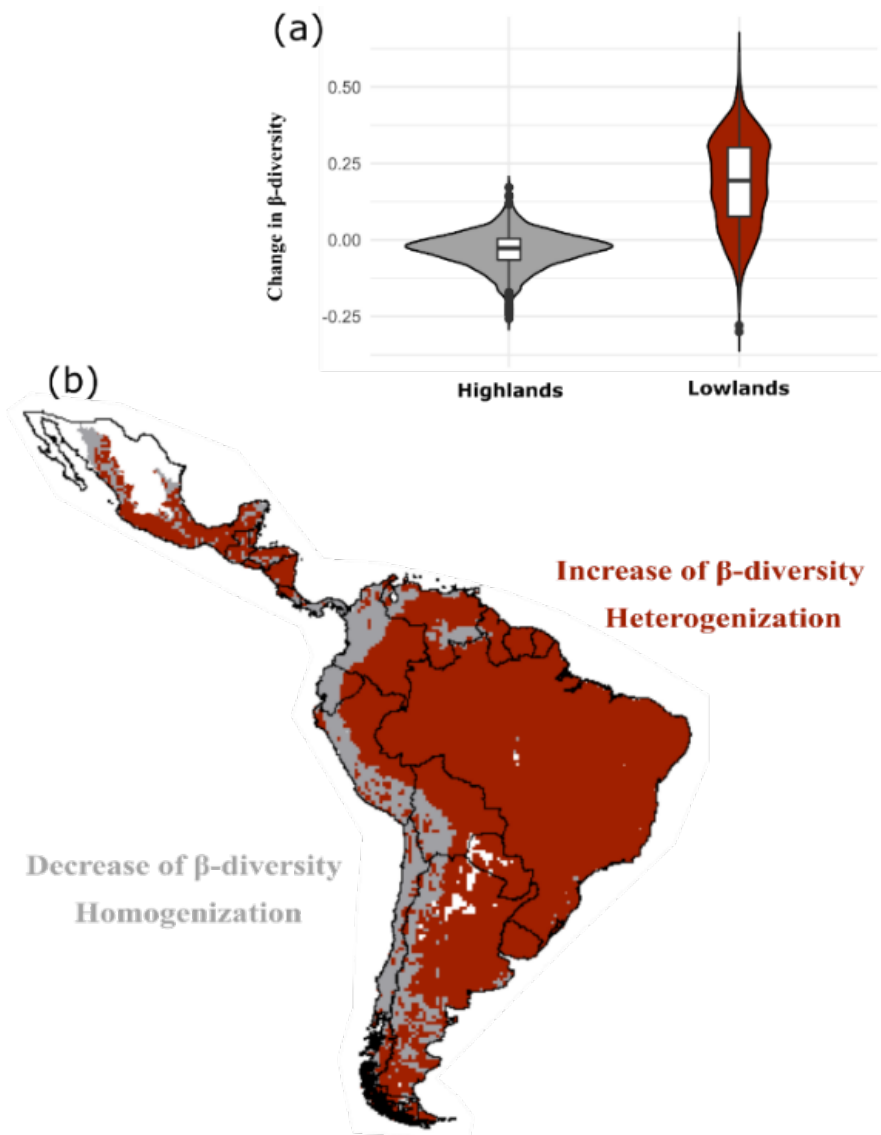 (a)
Change in β-diversity
0.50
0.25
0.00
-0.25
Highlands
Lowlands
(b)
Increase of β-diversity
Heterogenization
Decrease of β-diversity
Homogenization